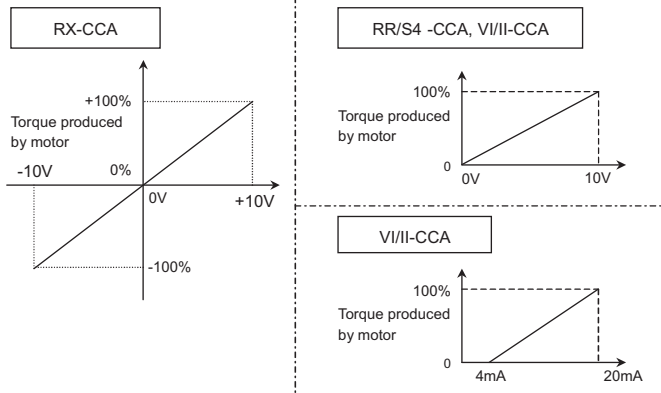 RX-CCA
+100%
Torque produced
by motor
-10V
0%
0V
+10V
-100%
RR/S4 -CCA, VI/II-CCA
100%
Torque produced
by motor
0
0V
10V
VI/II-CCA
100%
Torque produced
by motor
0
4mA
20mA